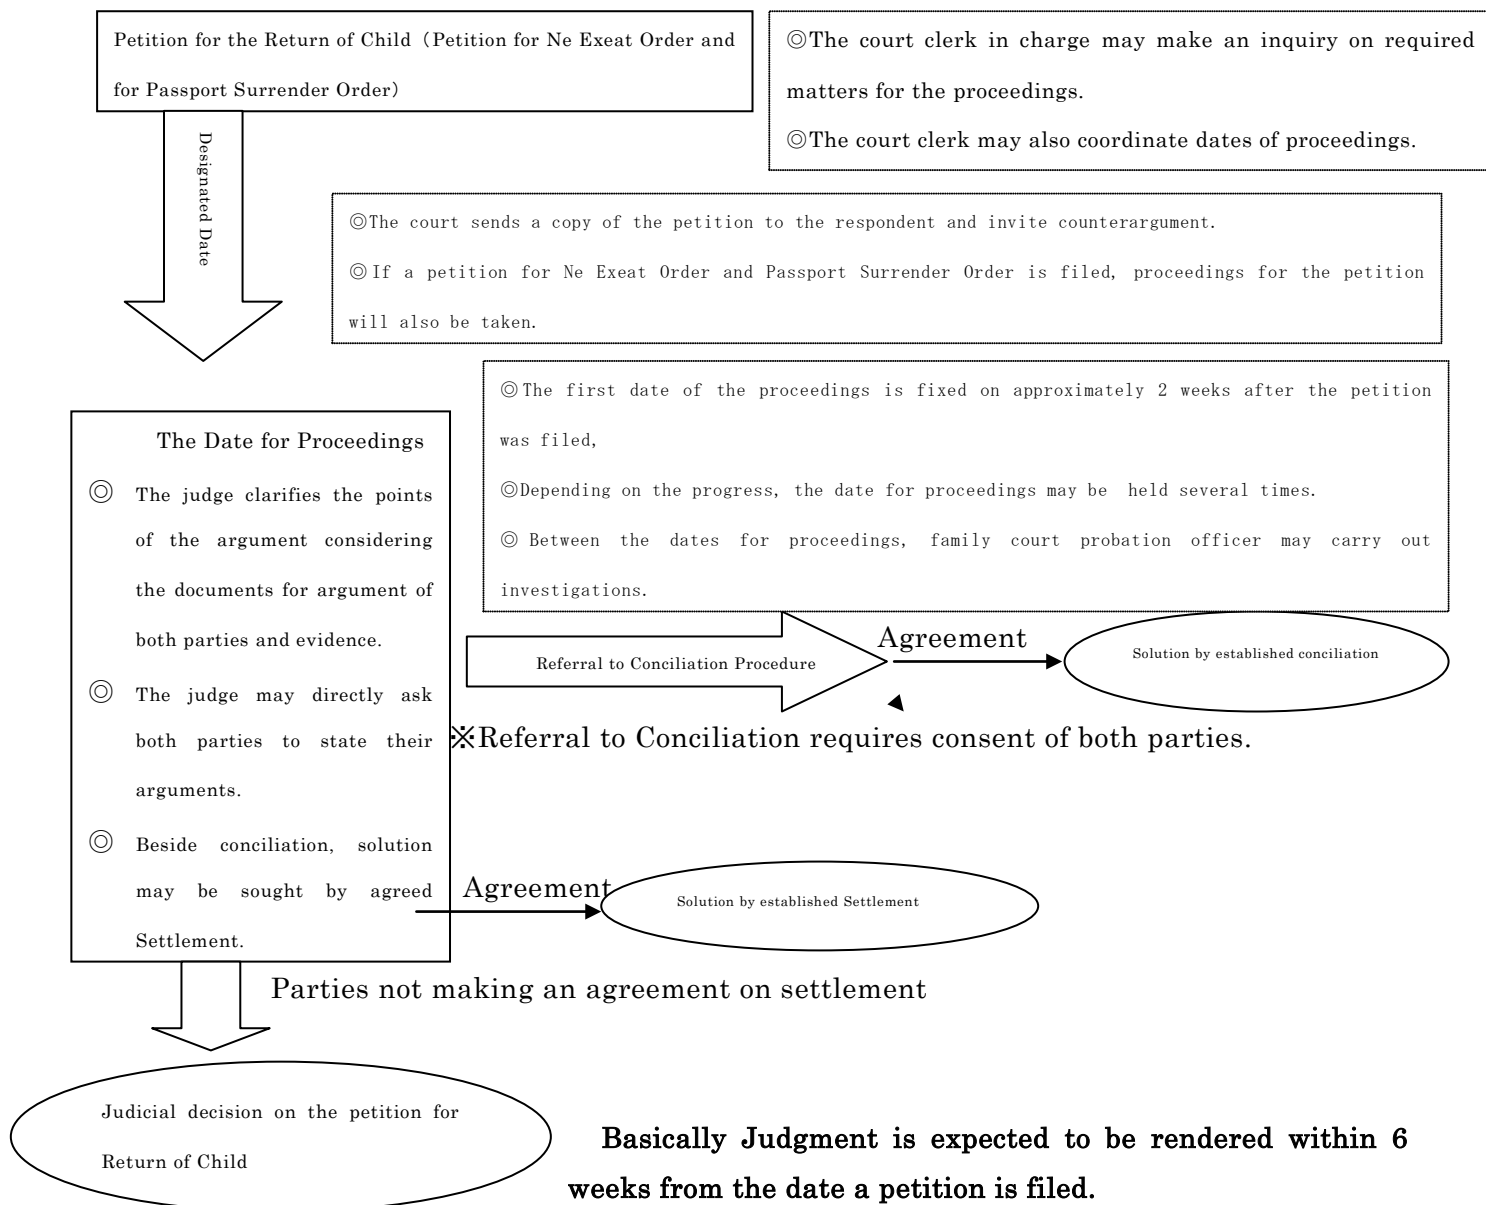 Petition for the Return of Child（Petition for Ne Exeat Order and
for Passport Surrender Order）
◎The court clerk in charge may make an inquiry on required
matters for the proceedings.
◎The court clerk may also coordinate dates of proceedings.
Designated Date
◎The court sends a copy of the petition to the respondent and invite counterargument.
◎If a petition for Ne Exeat Order and Passport Surrender Order is filed, proceedings for the petition
will also be taken.
◎The first date of the proceedings is fixed on approximately 2 weeks after the petition
was filed,
◎Depending on the progress, the date for proceedings may be held several times.
◎Between the dates for proceedings, family court probation officer may carry out
investigations.
The Date for Proceedings
◎ The judge clarifies the points
of the argument considering
the documents for argument of
both parties and evidence.
◎ The judge may directly ask
both parties to state their
arguments.
◎ Beside conciliation, solution
may be sought by agreed
Settlement.
Referral to Conciliation Procedure
Agreement
Solution by established conciliation
※Referral to Conciliation requires consent of both parties.
Agreement
Solution by established Settlement
Parties not making an agreement on settlement
Judicial decision on the petition for
Return of Child
Basically Judgment is expected to be rendered within 6
weeks from the date a petition is filed.